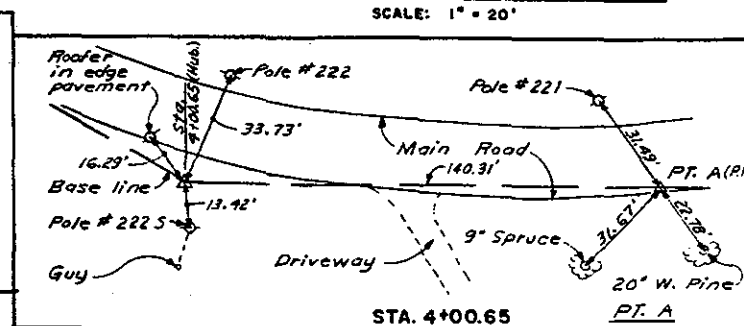 SCALE: 1" = 20'
Roofer
in edge
pavement
Sta.
4+00.65 (Hub)
Pole #222
Pole #221
33.73'
31.49'
16.29'
Main Road
140.31'
PT. A (P.I
Base line
13.42'
Pole #222 S
31.67'
22.78'
9" Spruce
Guy
Driveway
20" W. Pine
STA. 4+00.65
PT. A